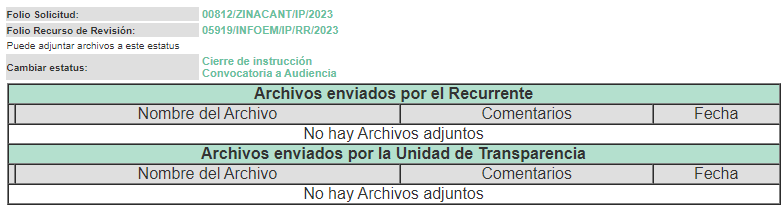 Folio Solicitud: 00812/ZINACANT/IP/2023
Folio Recurso de Revisión: 05919/INFOEM/IP/RR/2023
Puede adjuntar archivos a este estatus
Cambiar estatus: Cierre de instrucción
Convocatoria a Audiencia
Archivos enviados por el Recurrente
Nombre del Archivo Comentarios Fecha
No hay Archivos adjuntos
Archivos enviados por la Unidad de Transparencia
Nombre del Archivo Comentarios Fecha
No hay Archivos adjuntos